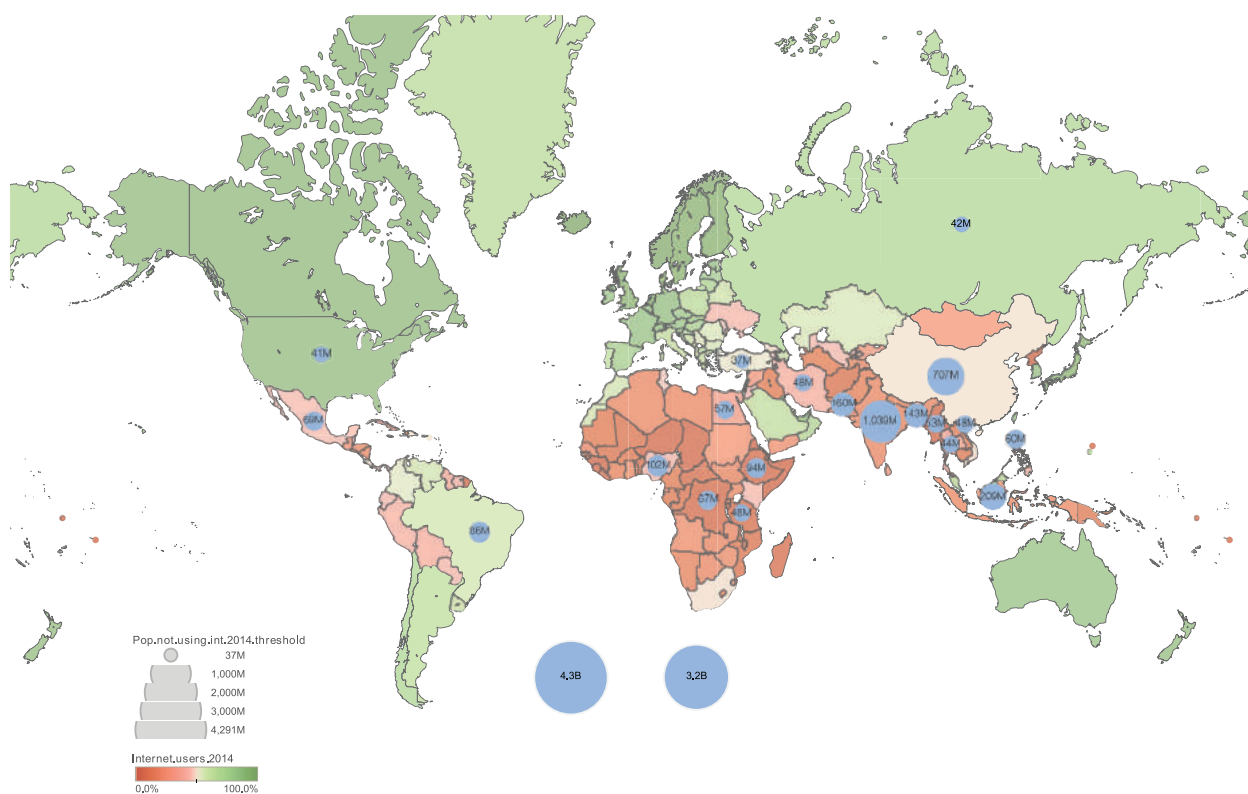 42M
41M
37M
707M
48M
69M
57M
160M
1,039M
143M
53M
48M
44M
60M
102M
94M
209M
67M
48M
86M
Pop.not.using.int.2014.threshold
37M
1,000M
2,000M
3,000M
4,291M
4.3B
3.2B
Internet.users.2014
0.0%
100.0%